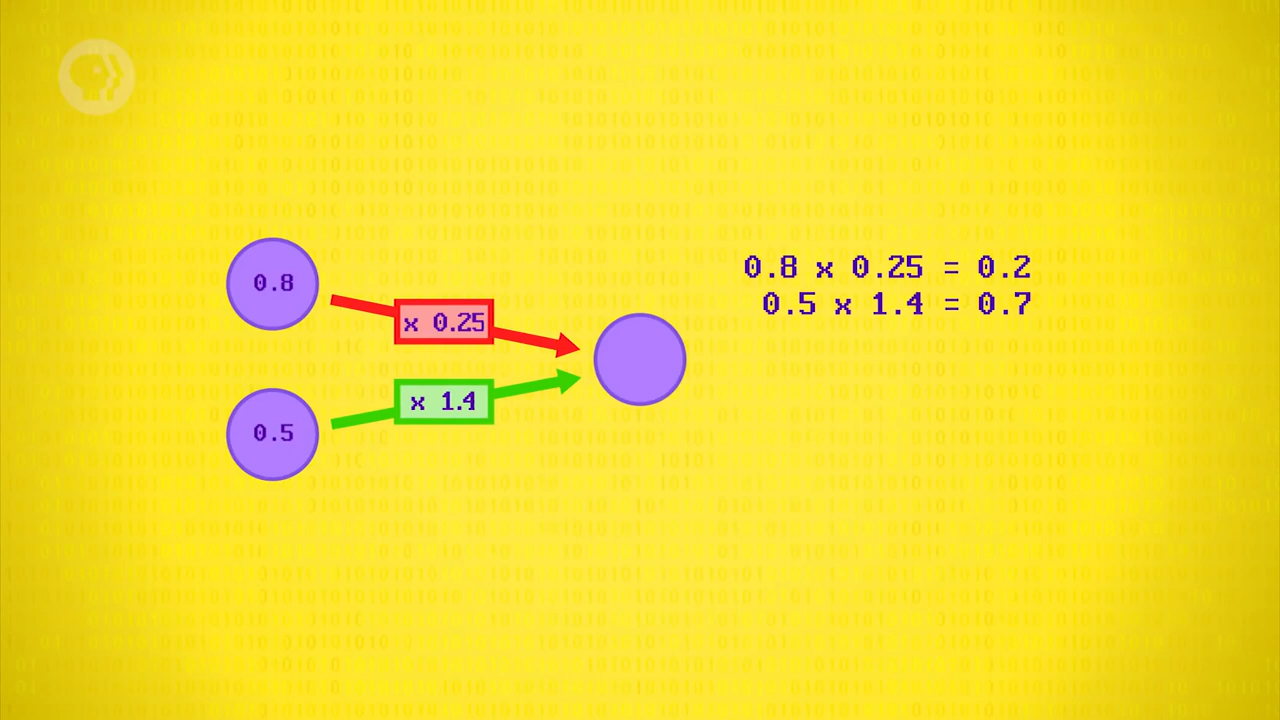 0.8
x 0.25
x 1.4
0.5
0.8 x 0.25 = 0.2
0.5 x 1.4 = 0.7